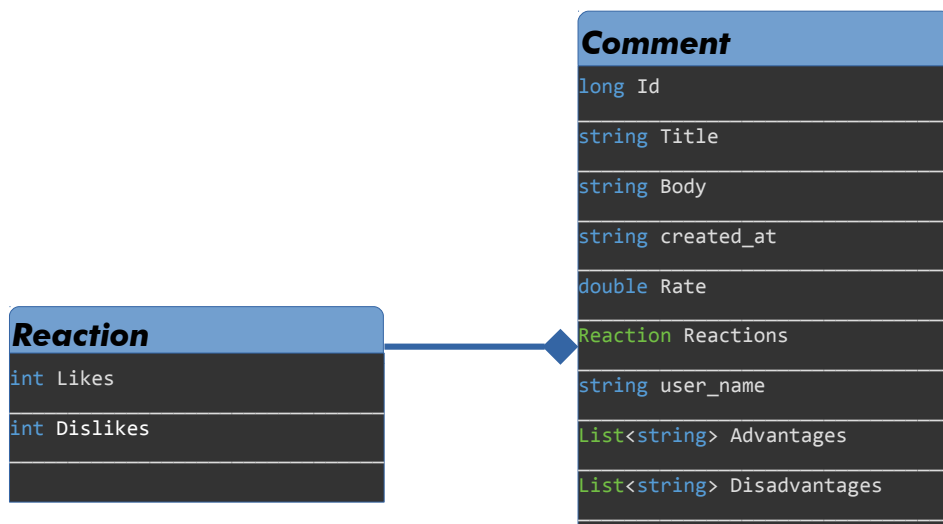 Comment
long Id
string Title
string Body
string created_at
double Rate
Reaction Reactions
string user_name
List<string> Advantages
List<string> Disadvantages
Reaction
int Likes
int Dislikes